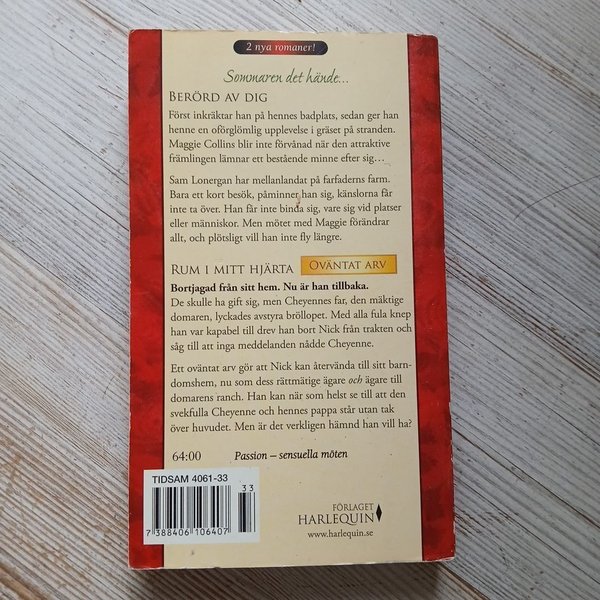 2 nya romaner!
Sommaren det hände...
BERÖRD AV DIG
Först inkräktar han på hennes badplats, sedan ger han
henne en oförglömlig upplevelse i gräset på stranden.
Maggie Collins blir inte förvånad när den attraktive
främlingen lämnar ett bestående minne efter sig...
Sam Lonergan har mellanlandat på farfaderns farm.
Bara ett kort besök, påminner han sig, känslorna får
inte ta över. Han får inte binda sig, vare sig vid platser
eller människor. Men mötet med Maggie förändrar
allt, och plötsligt vill han inte fly längre.
RUM I MITT HJÄRTA OVÄNTAT ARV
Bortjagad från sitt hem. Nu är han tillbaka.
De skulle ha gift sig, men Cheyennes far, den mäktige
domaren, lyckades avstyra bröllopet. Med alla fula knep
han var kapabel till drev han bort Nick från trakten och
såg till att inga meddelanden nådde Cheyenne.
Ett oväntat arv gör att Nick kan återvända till sitt barn-
domshem, nu som dess rättmätige ägare och ägare till
domarens ranch. Han kan när som helst se till att den
svekfulla Cheyenne och hennes pappa står utan tak
över huvudet. Men är det verkligen hämnd han vill ha?
64:00 Passion – sensuella möten
TIDSAM 4061-33
33
7 388406 106407
FÖRLAGET
HARLEQUIN
www.harlequin.se